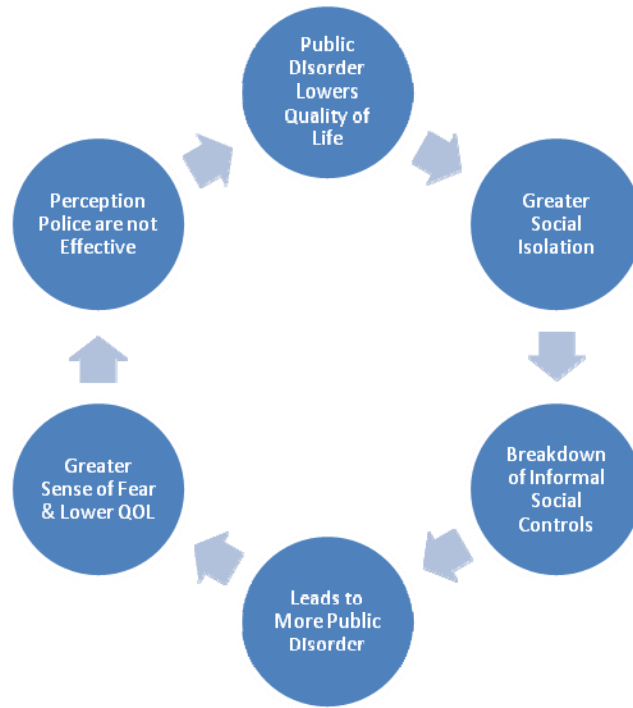 Public
Disorder
Lowers
Quality of
Life
Greater
Social
Isolation
Breakdown
of Informal
Social
Controls
Leads to
More Public
Disorder
Greater
Sense of Fear
& Lower QOL
Perception
Police are not
Effective